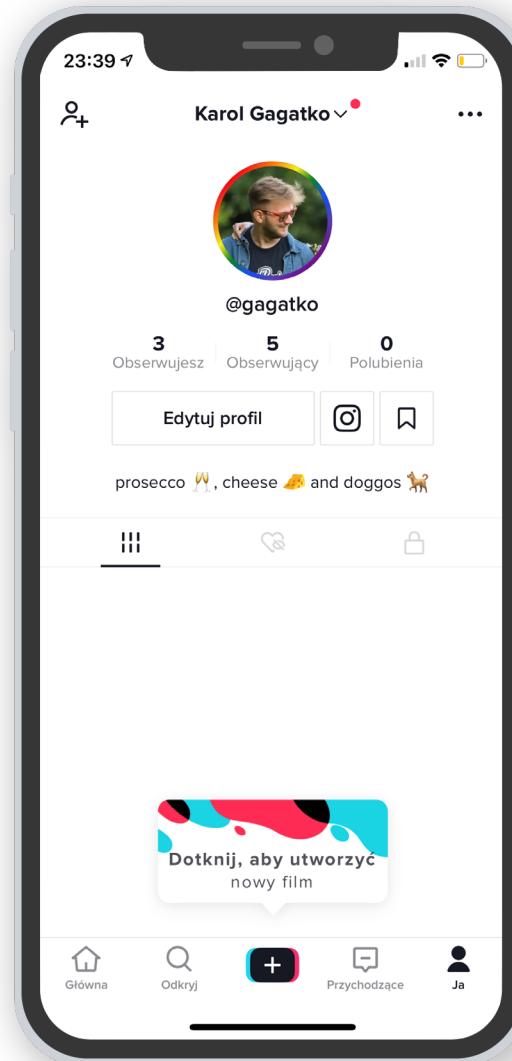 23:39
Karol Gagatko
@gagatko
3 5 0
Obserwujesz Obserwujący Polubienia
Edytuj profil
prosecco 🥂, cheese 🧀 and doggos 🐕
Dotknij, aby utworzyć
nowy film
Główna Odkryj Przychodzące Ja